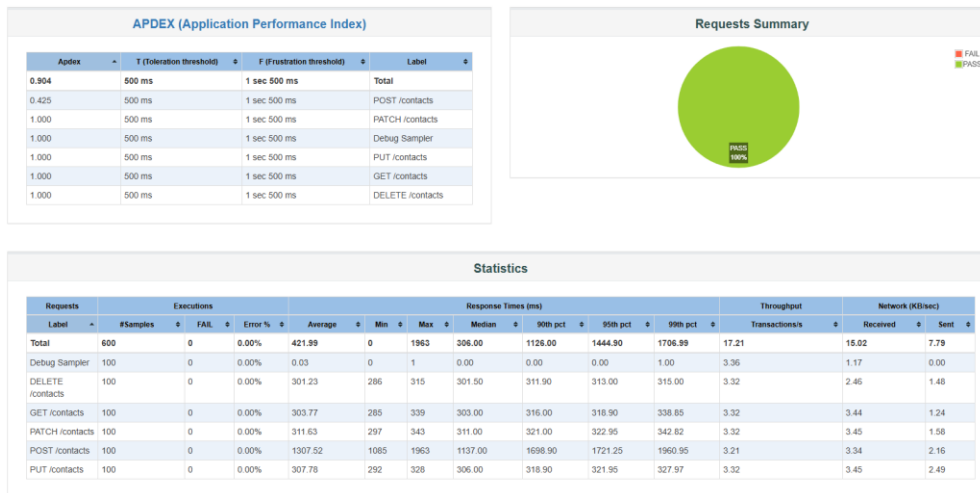 APDEX (Application Performance Index)
Apdex T (Toleration threshold) F (Frustration threshold) Label
0.904 500 ms 1 sec 500 ms Total
0.425 500 ms 1 sec 500 ms POST /contacts
1.000 500 ms 1 sec 500 ms PATCH /contacts
1.000 500 ms 1 sec 500 ms Debug Sampler
1.000 500 ms 1 sec 500 ms PUT /contacts
1.000 500 ms 1 sec 500 ms GET /contacts
1.000 500 ms 1 sec 500 ms DELETE /contacts
Requests Summary
FAIL
PASS
PASS
100%
Statistics
Requests Executions Response Times (ms) Throughput Network (KB/sec)
Label #Samples FAIL Error % Average Min Max Median 90th pct 95th pct 99th pct Transactions/s Received Sent
Total 600 0 0.00% 421.99 0 1963 306.00 1126.00 1444.90 1706.99 17.21 15.02 7.79
Debug Sampler 100 0 0.00% 0.03 0 1 0.00 0.00 0.00 1.00 3.36 1.17 0.00
DELETE /contacts 100 0 0.00% 301.23 286 315 301.50 311.90 313.00 315.00 3.32 2.46 1.48
GET /contacts 100 0 0.00% 303.77 285 339 303.00 316.00 318.90 338.85 3.32 3.44 1.24
PATCH /contacts 100 0 0.00% 311.63 297 343 311.00 321.00 322.95 342.82 3.32 3.45 1.58
POST /contacts 100 0 0.00% 1307.52 1085 1963 1137.00 1698.90 1721.25 1960.95 3.21 3.34 2.16
PUT /contacts 100 0 0.00% 307.78 292 328 306.00 318.90 321.95 327.97 3.32 3.45 2.49